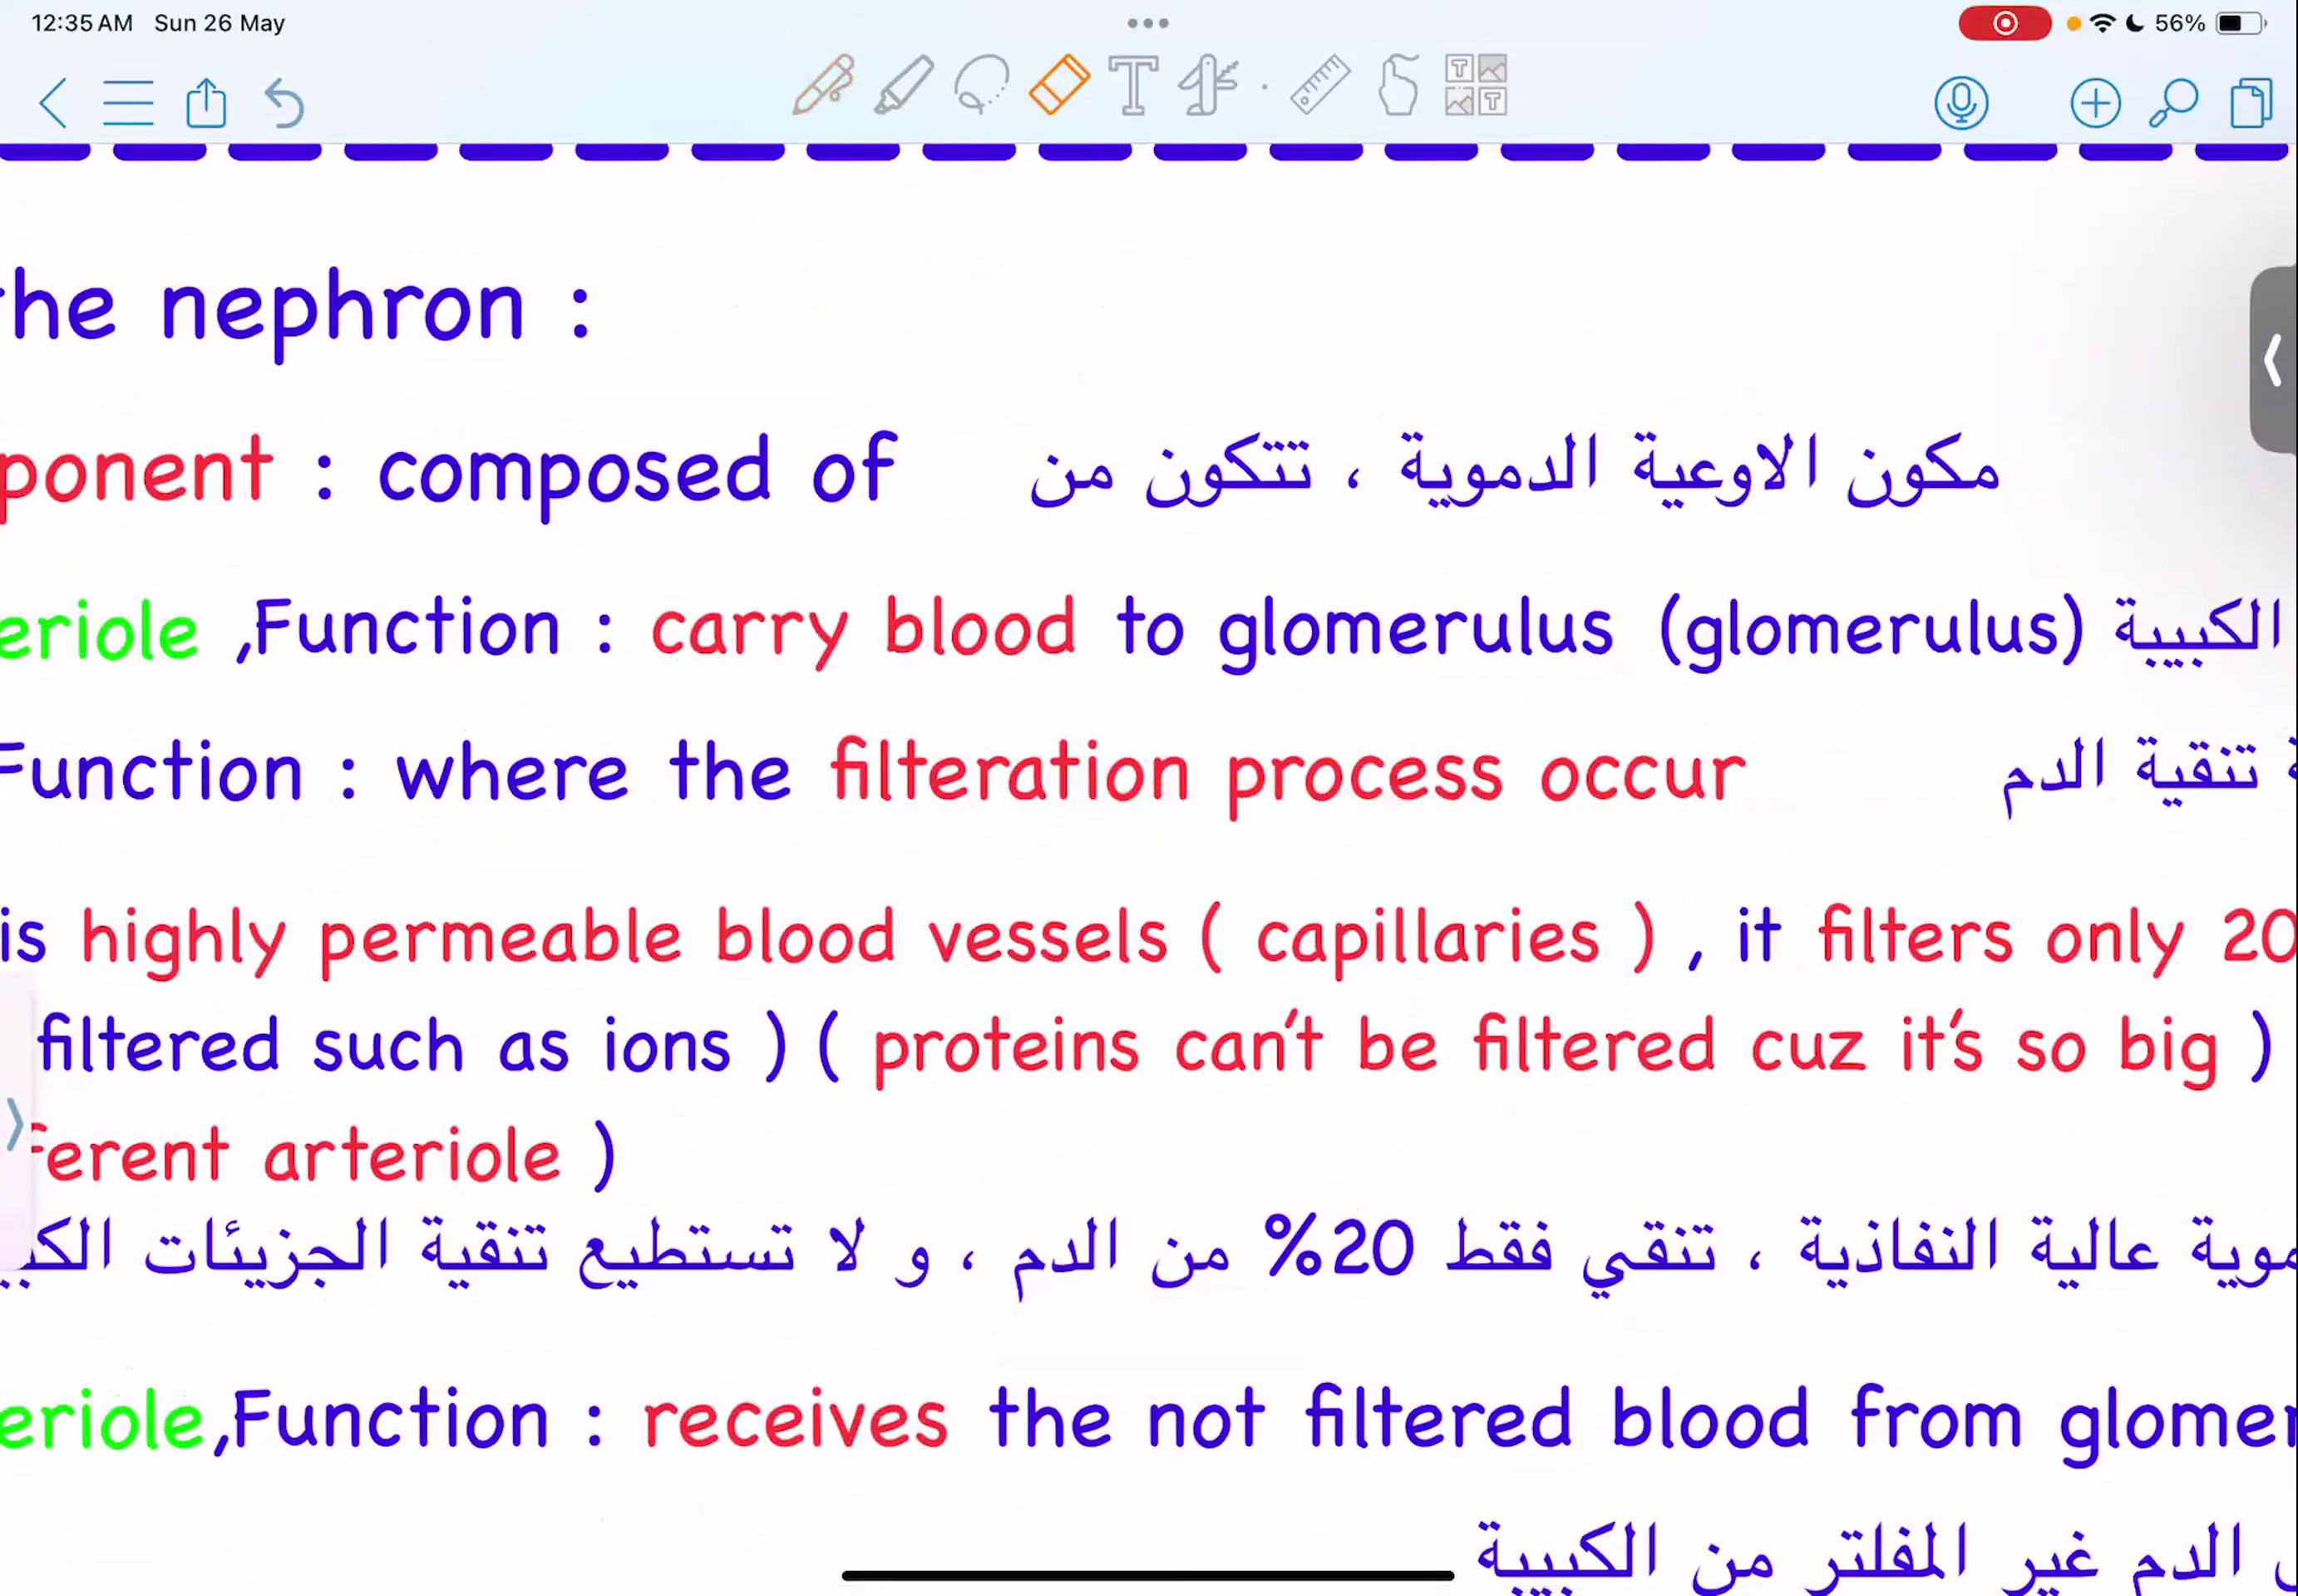 12:35 AM Sun 26 May
56%
the nephron :
ponent : composed of مكون الاوعية الدموية ، تتكون من
eriole ,Function : carry blood to glomerulus (glomerulus) الكبيبة
Function : where the filteration process occur تنقية الدم
is highly permeable blood vessels ( capillaries ) , it filters only 20
filtered such as ions ) ( proteins can't be filtered cuz it's so big )
ferent arteriole )
موية عالية النفاذية ، تنقي فقط 20% من الدم ، و لا تستطيع تنقية الجزيئات الكبي
eriole,Function : receives the not filtered blood from glomer
الدم غير المفلتر من الكبيبة